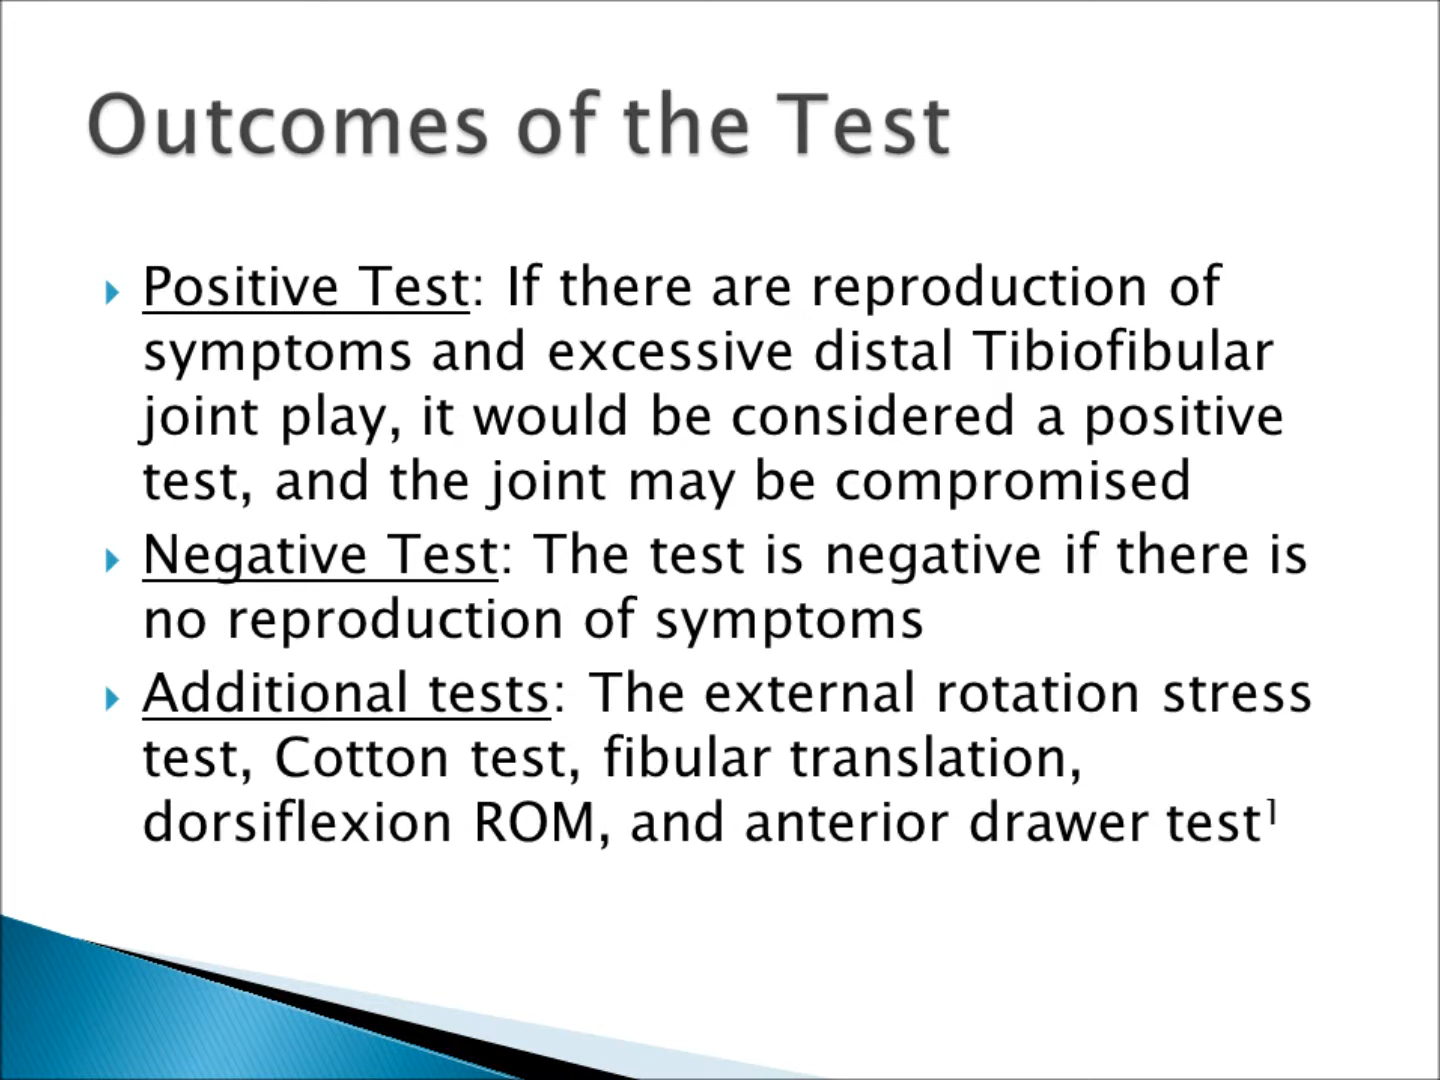 Outcomes of the Test
Positive Test: If there are reproduction of
symptoms and excessive distal Tibiofibular
joint play, it would be considered a positive
test, and the joint may be compromised
Negative Test: The test is negative if there is
no reproduction of symptoms
Additional tests: The external rotation stress
test, Cotton test, fibular translation,
dorsiflexion ROM, and anterior drawer test¹